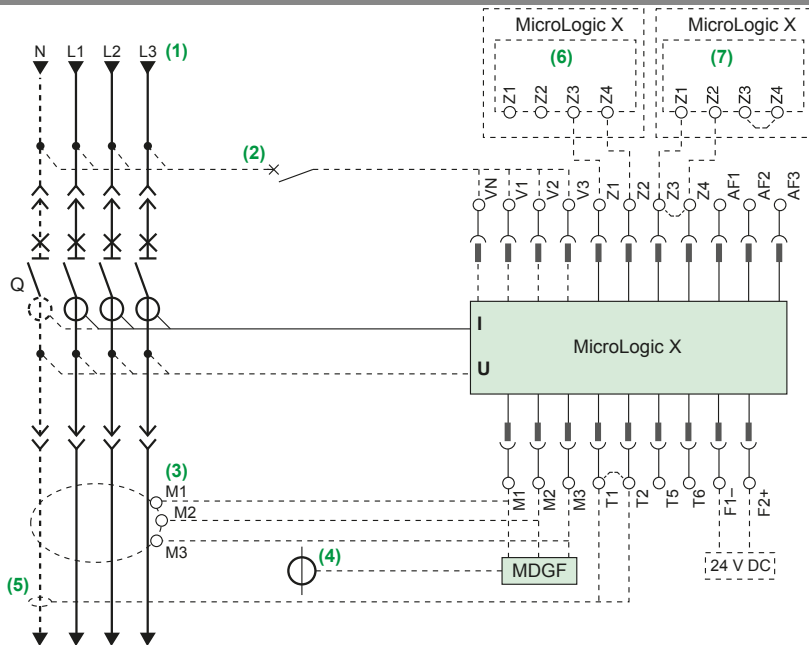 MicroLogic X
MicroLogic X
N L1 L2 L3 (1)
(6)
(7)
Z1 Z2 Z3 Z4
Z1 Z2 Z3 Z4
(2)
VN V1 V2 V3 Z1 Z2 Z3 Z4 AF1 AF2 AF3
Q
I
MicroLogic X
U
(3)
M1
M2
M3
M1 M2 M3 T1 T2 T5 T6 F1– F2+
(4)
MDGF
24 V DC
(5)